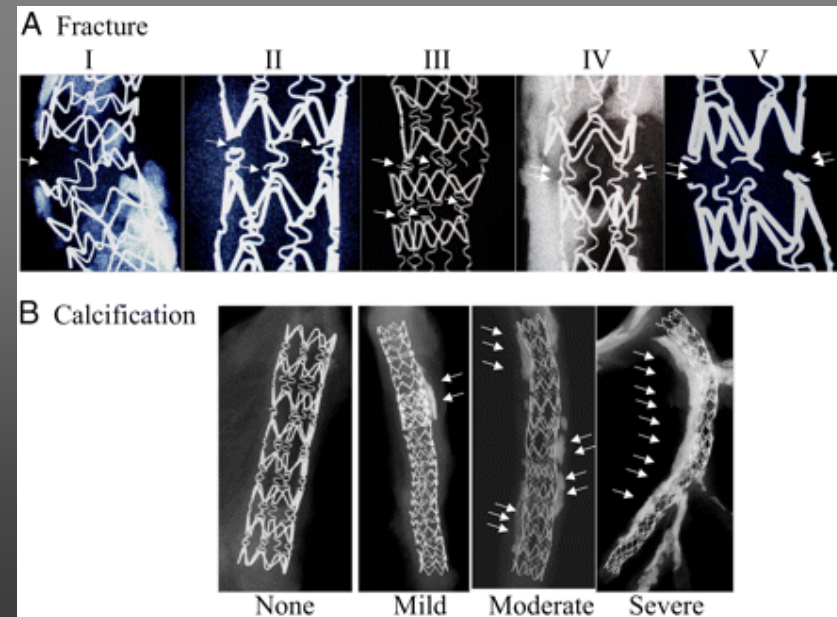 A Fracture
I II III IV V
B Calcification
None Mild Moderate Severe